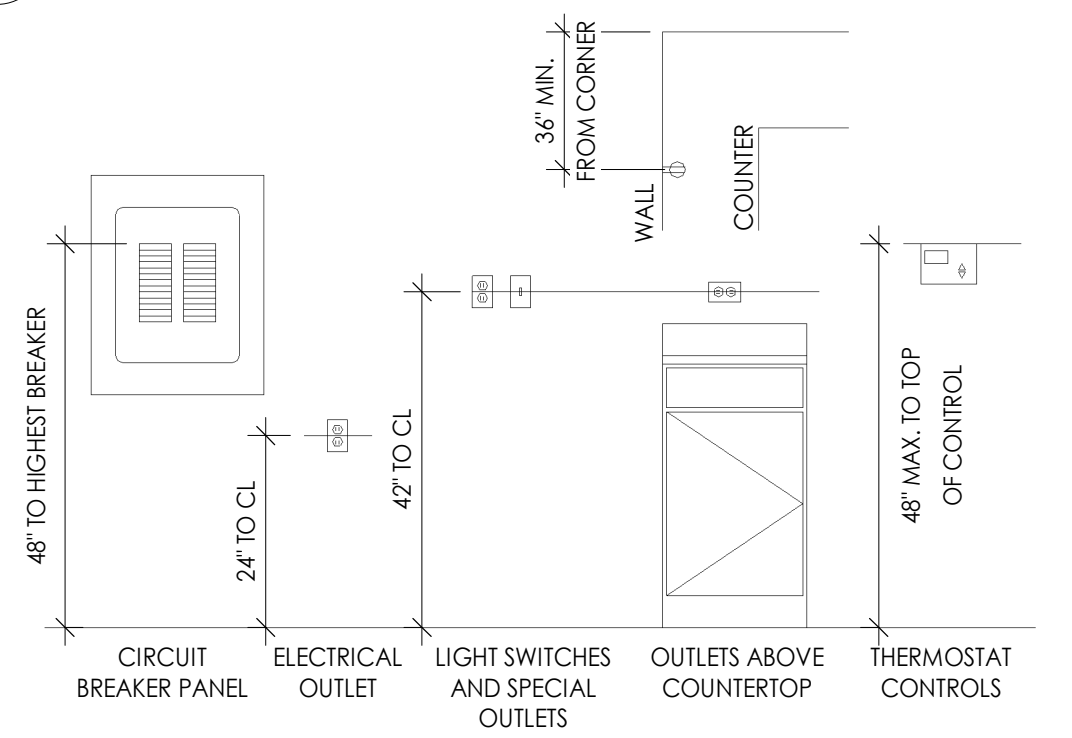 36" MIN.
FROM CORNER
WALL
COUNTER
48" TO HIGHEST BREAKER
24" TO CL
42" TO CL
48" MAX. TO TOP
OF CONTROL
CIRCUIT
BREAKER PANEL
ELECTRICAL
OUTLET
LIGHT SWITCHES
AND SPECIAL
OUTLETS
OUTLETS ABOVE
COUNTERTOP
THERMOSTAT
CONTROLS